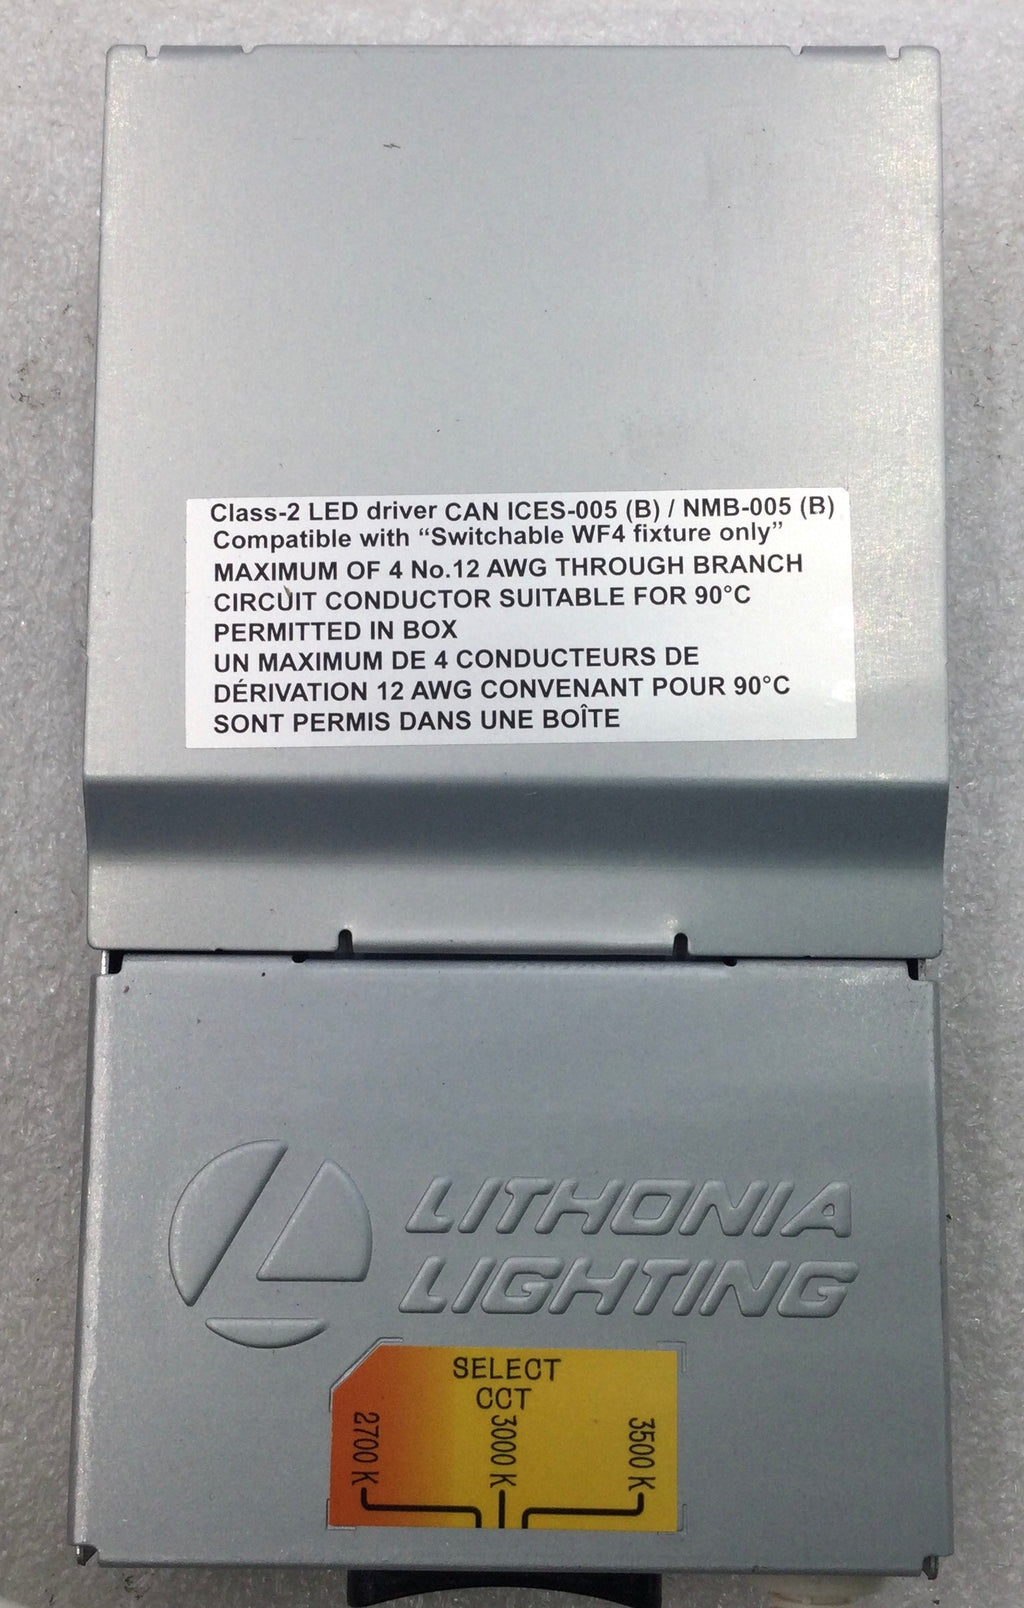 Class-2 LED driver CAN ICES-005 (B) / NMB-005 (B)
Compatible with “Switchable WF4 fixture only”
MAXIMUM OF 4 No.12 AWG THROUGH BRANCH
CIRCUIT CONDUCTOR SUITABLE FOR 90°C
PERMITTED IN BOX
UN MAXIMUM DE 4 CONDUCTEURS DE
DÉRIVATION 12 AWG CONVENANT POUR 90°C
SONT PERMIS DANS UNE BOÎTE
LITHONIA
LIGHTING
SELECT
CCT
2700 K
3000 K
3500 K